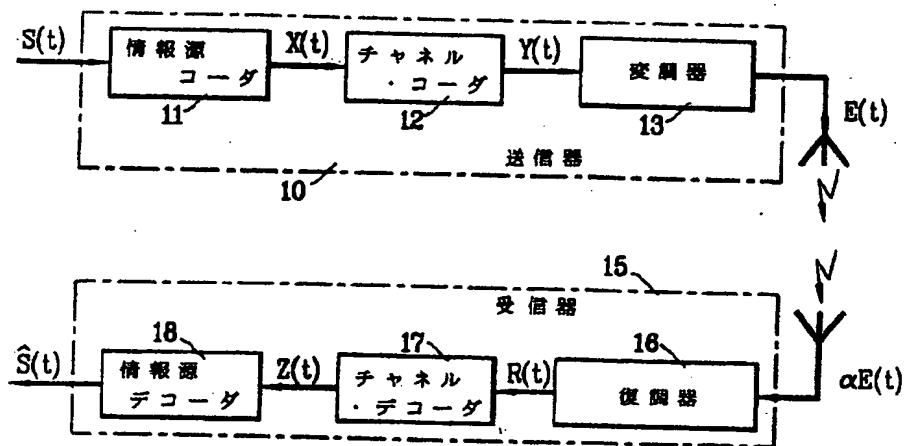 S(t)
情報源
コーダ
11
X(t)
チャネル
・コーダ
12
Y(t)
変調器
13
E(t)
送信器
10
15
受信器
Ŝ(t)
18
情報源
デコーダ
Z(t)
17
チャネル
・デコーダ
R(t)
16
復調器
αE(t)